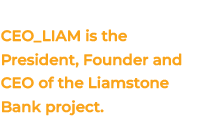 CEO_LIAM is the
President, Founder and
CEO of the Liamstone
Bank project.